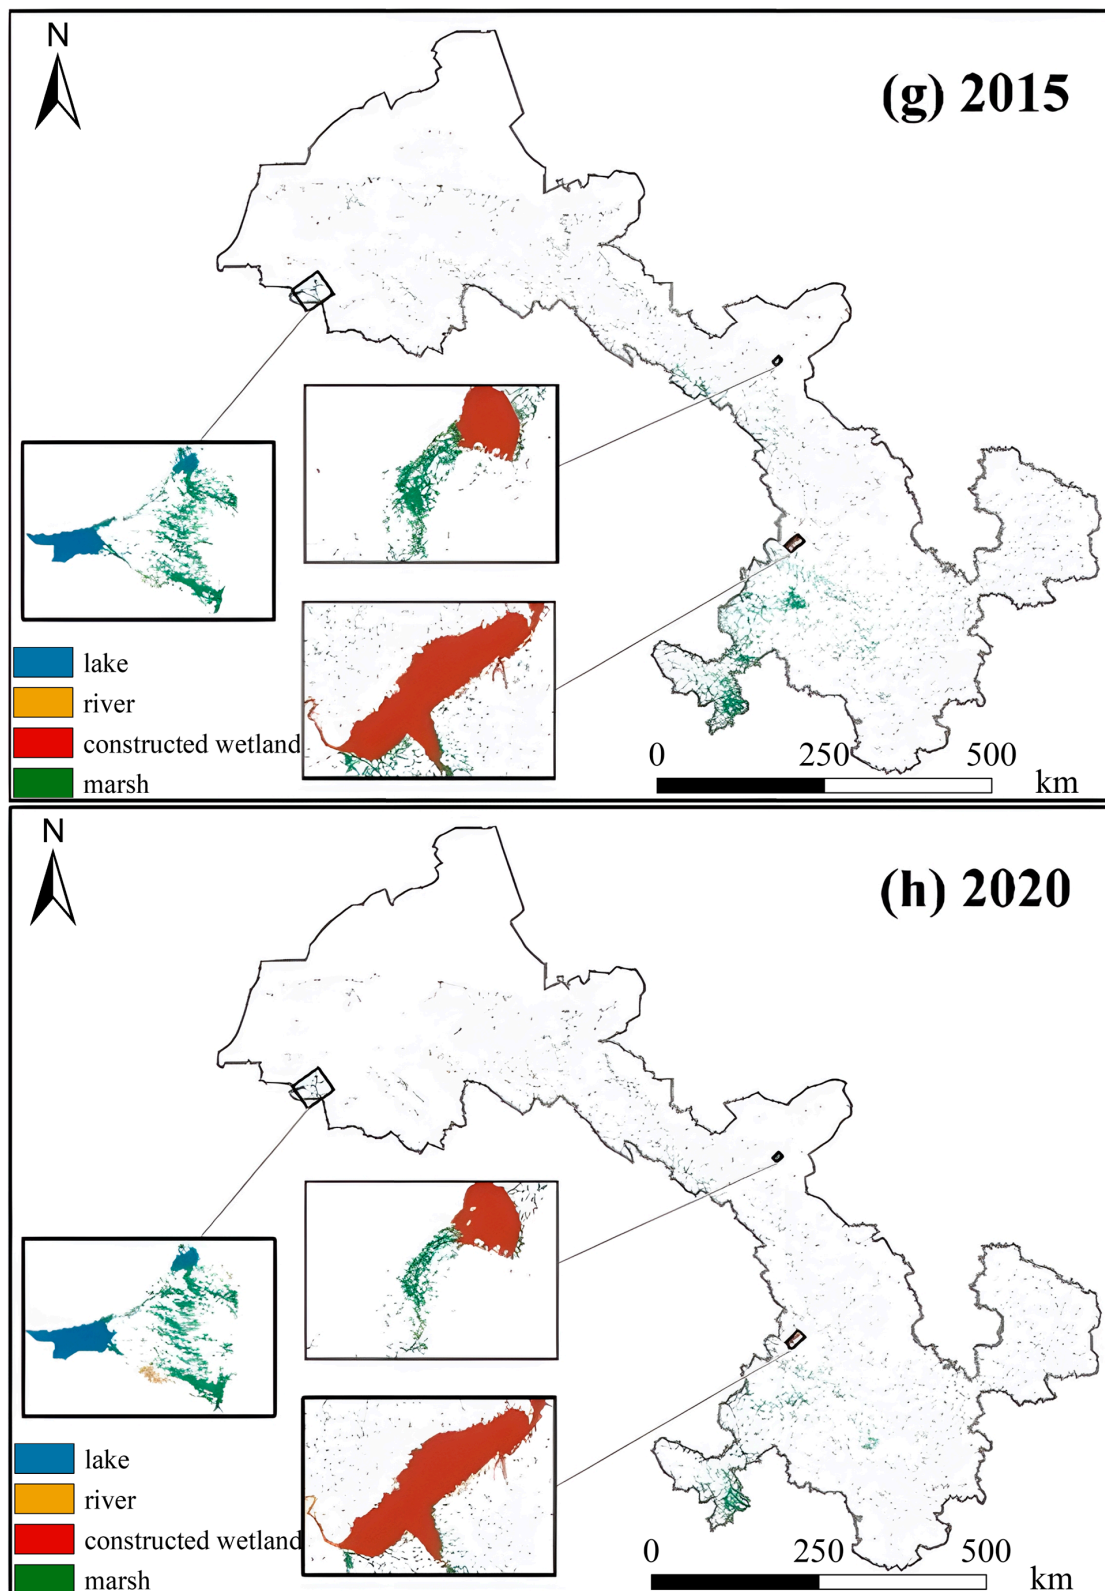 N
(g) 2015
lake
river
constructed wetland
marsh
0 250 500
km
N
(h) 2020
lake
river
constructed wetland
marsh
0 250 500
km